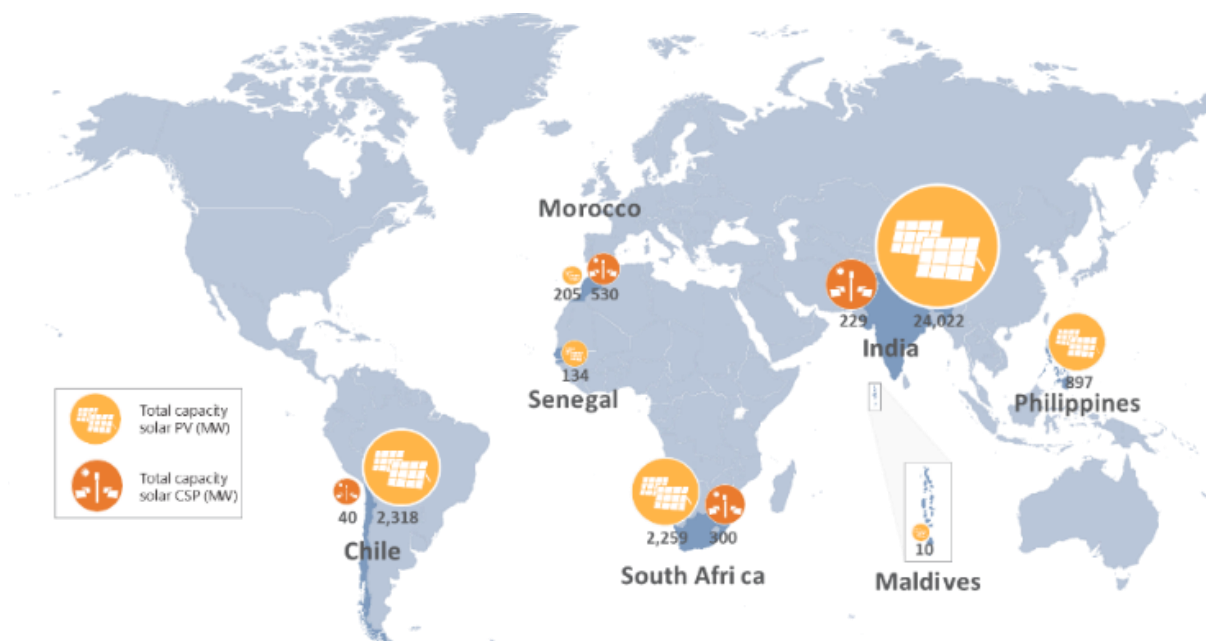 Morocco
205 530
134
Senegal
229 24,022
India
897
Philippines
Total capacity
solar PV (MW)
Total capacity
solar CSP (MW)
40 2,318
Chile
2,259 300
South Afri ca
10
Maldives